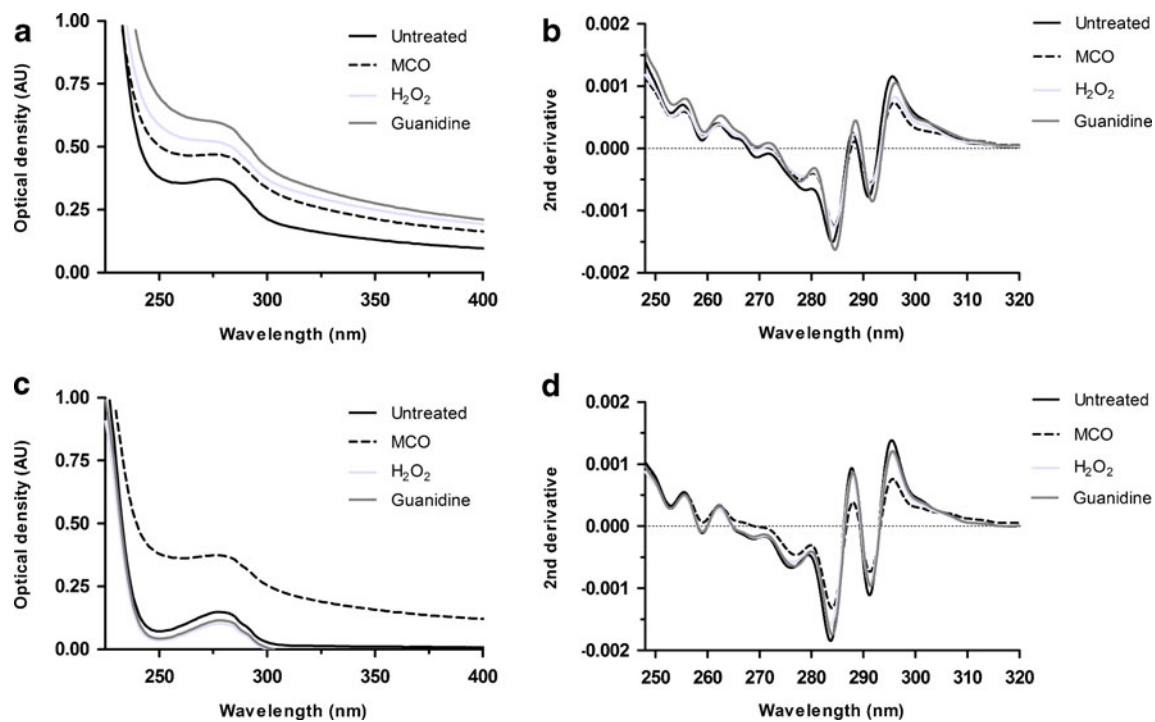 a
Optical density (AU)
1.00
0.75
0.50
0.25
0.00
250
300
350
400
Wavelength (nm)
Untreated
MCO
H₂O₂
Guanidine
b
2nd derivative
0.002
0.001
0.000
-0.001
-0.002
250
260
270
280
290
300
310
320
Wavelength (nm)
Untreated
MCO
H₂O₂
Guanidine
c
Optical density (AU)
1.00
0.75
0.50
0.25
0.00
250
300
350
400
Wavelength (nm)
Untreated
MCO
H₂O₂
Guanidine
d
2nd derivative
0.002
0.001
0.000
-0.001
-0.002
250
260
270
280
290
300
310
320
Wavelength (nm)
Untreated
MCO
H₂O₂
Guanidine